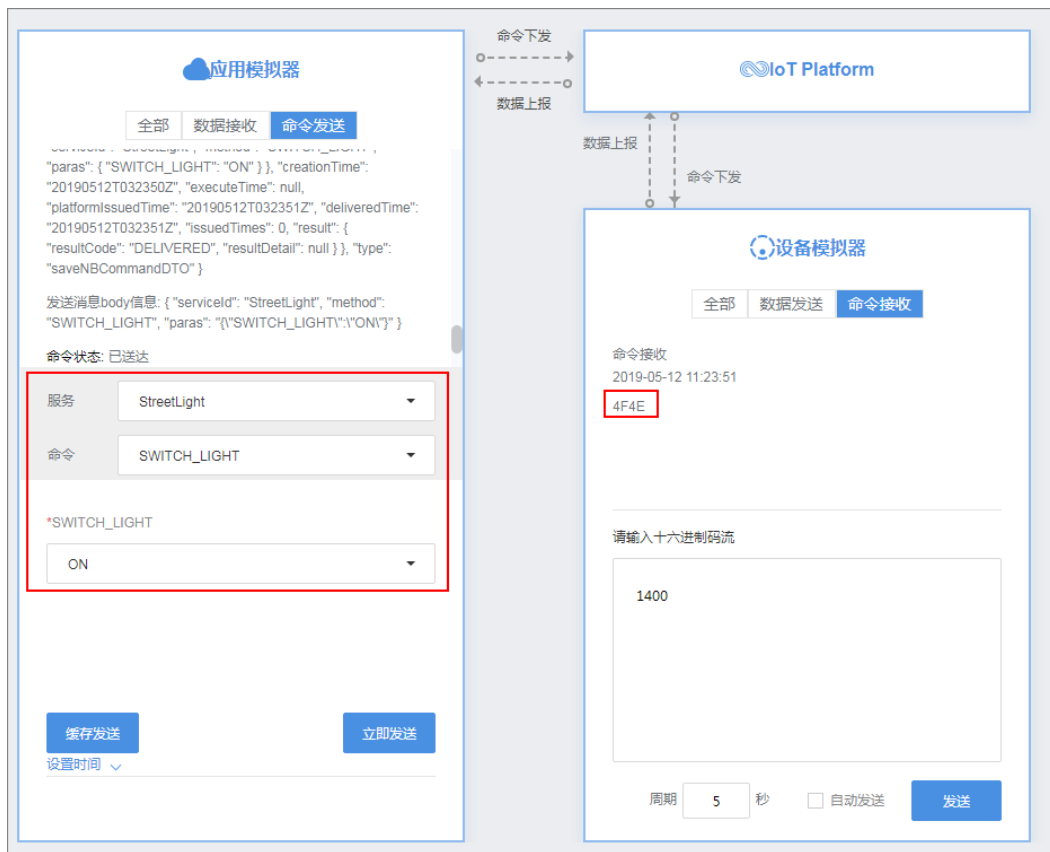 命令下发
数据上报
应用模拟器
全部 数据接收 命令发送
"paras": { "SWITCH_LIGHT": "ON" } }, "creationTime":
"20190512T032350Z", "executeTime": null,
"platformIssuedTime": "20190512T032351Z", "deliveredTime":
"20190512T032351Z", "issuedTimes": 0, "result": {
"resultCode": "DELIVERED", "resultDetail": null } }, "type":
"saveNBCommandDTO" }
发送消息body信息: { "serviceId": "StreetLight", "method":
"SWITCH_LIGHT", "paras": "{\"SWITCH_LIGHT\":\"ON\"}" }
命令状态: 已送达
服务 StreetLight
命令 SWITCH_LIGHT
*SWITCH_LIGHT
ON
缓存发送 立即发送
设置时间
IoT Platform
数据上报
命令下发
设备模拟器
全部 数据发送 命令接收
命令接收
2019-05-12 11:23:51
4F4E
请输入十六进制码流
1400
周期 5 秒 自动发送 发送